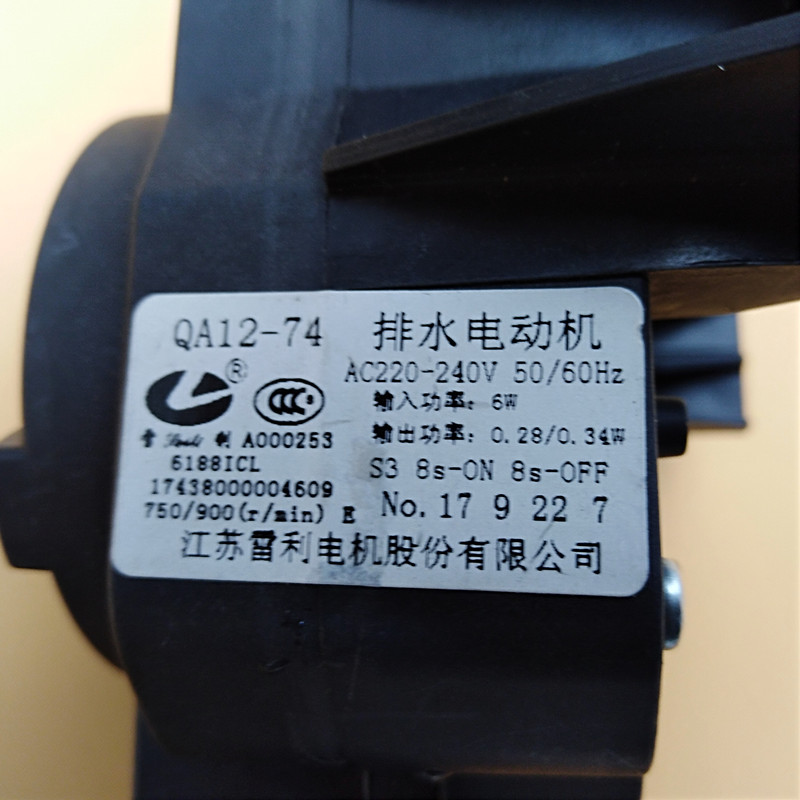 QA12-74 排水电动机
®
CCC
AC220-240V 50/60Hz
输入功率：6W
雷 Leili 利 A000253
输出功率：0.28/0.34W
6188ICL
S3 8s-ON 8s-OFF
17438000004609
750/900(r/min) E
No. 17 9 22 7
江苏雷利电机股份有限公司